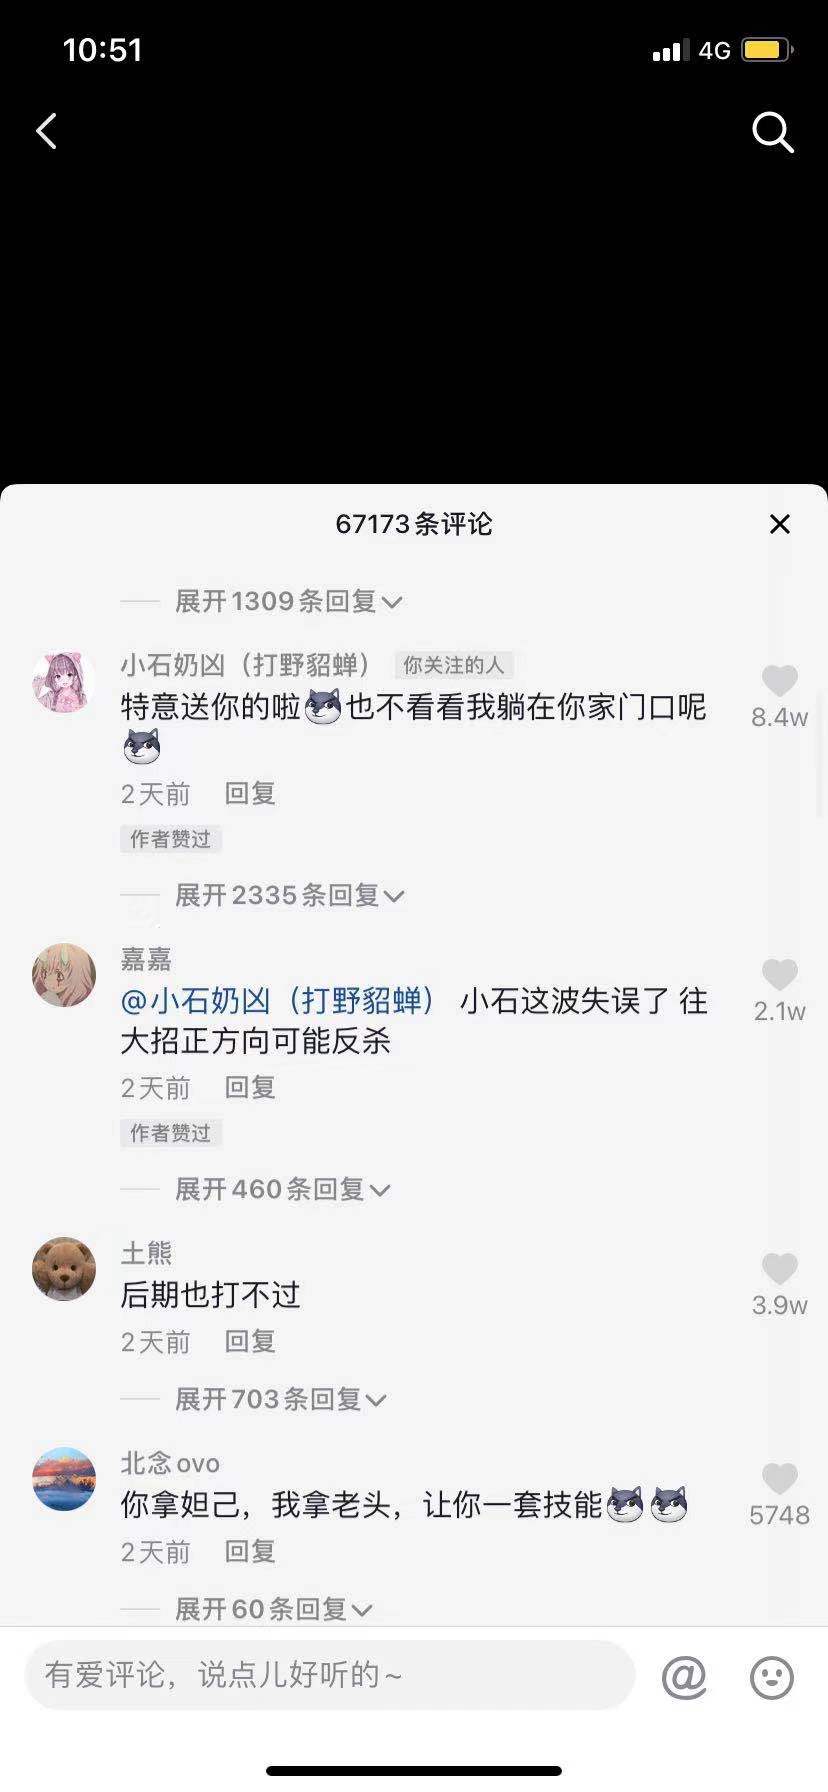 10:51
4G
67173条评论
展开1309条回复
小石奶凶（打野貂蝉） 你关注的人
特意送你的啦也不看看我躺在你家门口呢
8.4w
2天前 回复
作者赞过
展开2335条回复
嘉嘉
@小石奶凶（打野貂蝉） 小石这波失误了 往
大招正方向可能反杀
2.1w
2天前 回复
作者赞过
展开460条回复
土熊
后期也打不过
3.9w
2天前 回复
展开703条回复
北念ovo
你拿妲己，我拿老头，让你一套技能
5748
2天前 回复
展开60条回复
有爱评论，说点儿好听的~
@